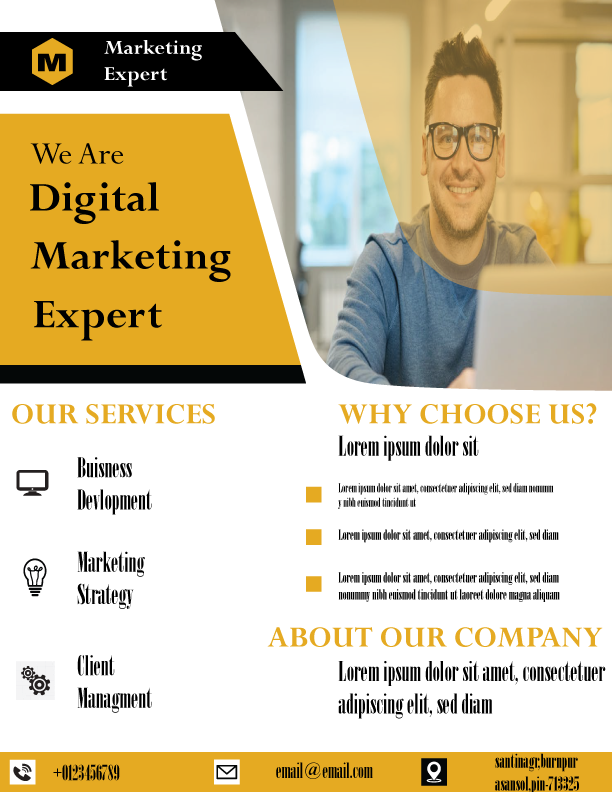 M
Marketing
Expert
We Are
Digital
Marketing
Expert
OUR SERVICES
Buisness
Devlopment
Marketing
Strategy
Client
Managment
WHY CHOOSE US?
Lorem ipsum dolor sit
Lorem ipsum dolor sit amet, consectetuer adipiscing elit, sed diam nonumm
y nibh euismod tincidunt ut
Lorem ipsum dolor sit amet, consectetuer adipiscing elit, sed diam
Lorem ipsum dolor sit amet, consectetuer adipiscing elit, sed diam
nonummy nibh euismod tincidunt ut laoreet dolore magna aliquam
ABOUT OUR COMPANY
Lorem ipsum dolor sit amet, consectetuer
adipiscing elit, sed diam
+0123456789
email@email.com
santinagr,burnpur
asansol,pin-713325